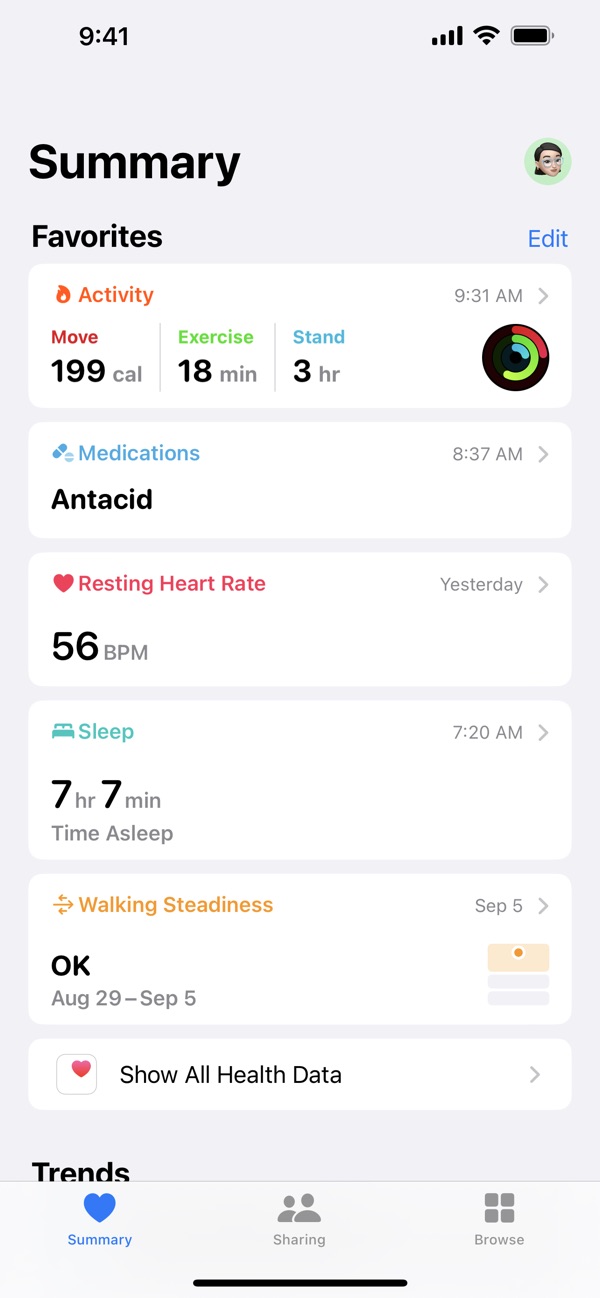 9:41
Summary
Favorites
Edit
Activity
9:31 AM
Move
Exercise
Stand
199 cal
18 min
3 hr
Medications
8:37 AM
Antacid
Resting Heart Rate
Yesterday
56 BPM
Sleep
7:20 AM
7 hr 7 min
Time Asleep
Walking Steadiness
Sep 5
OK
Aug 29–Sep 5
Show All Health Data
Trends
Summary
Sharing
Browse